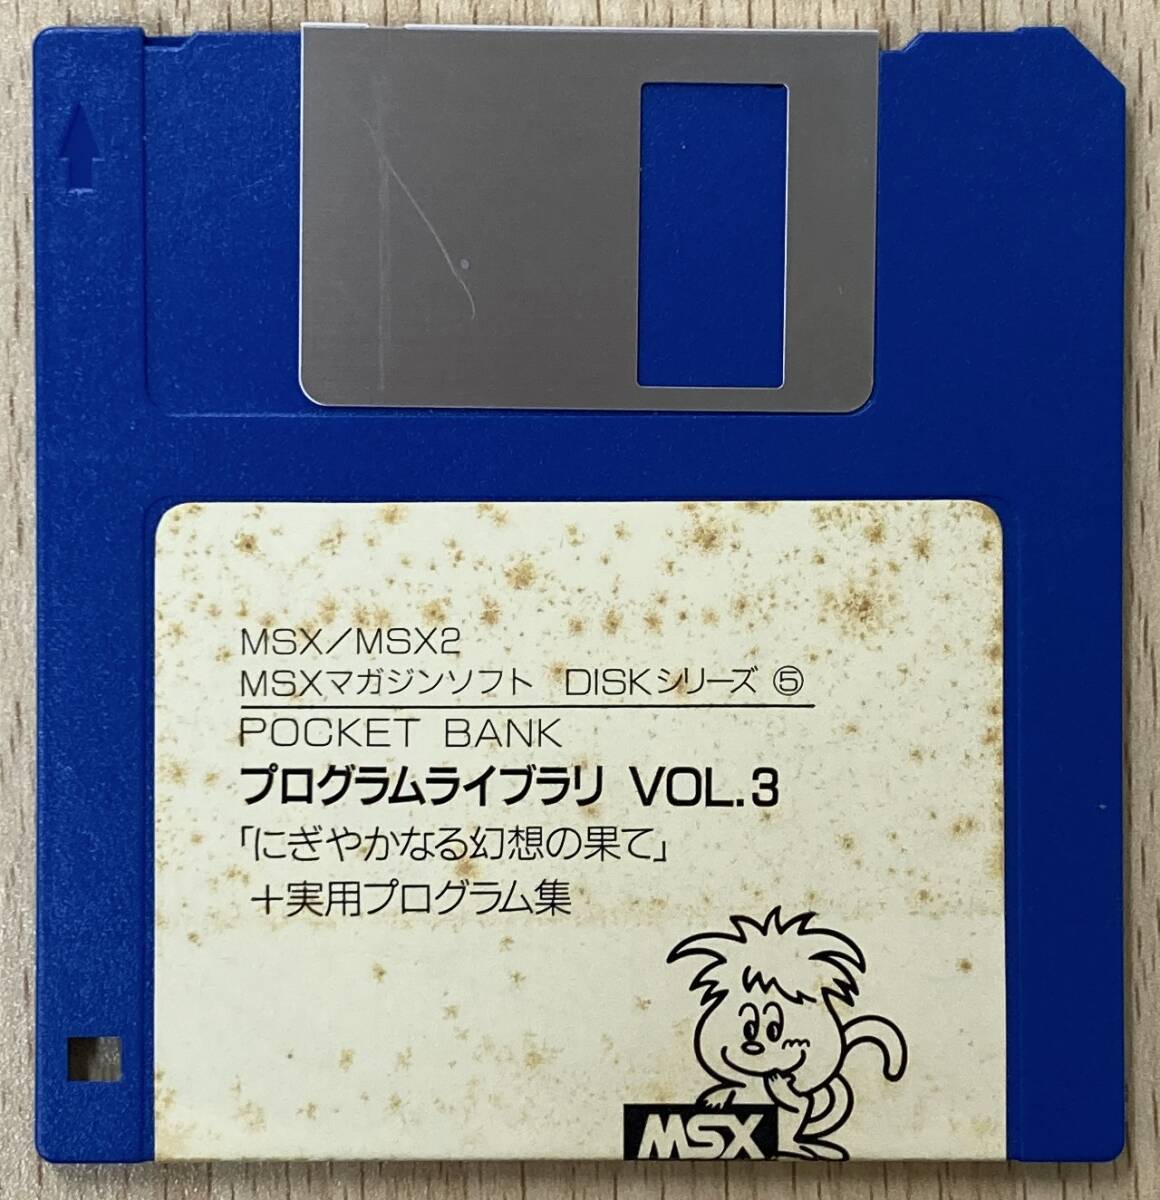 MSX／MSX2
MSXマガジンソフト　DISKシリーズ ⑤
POCKET BANK
プログラムライブラリ VOL.3
「にぎやかなる幻想の果て」
＋実用プログラム集
MSX